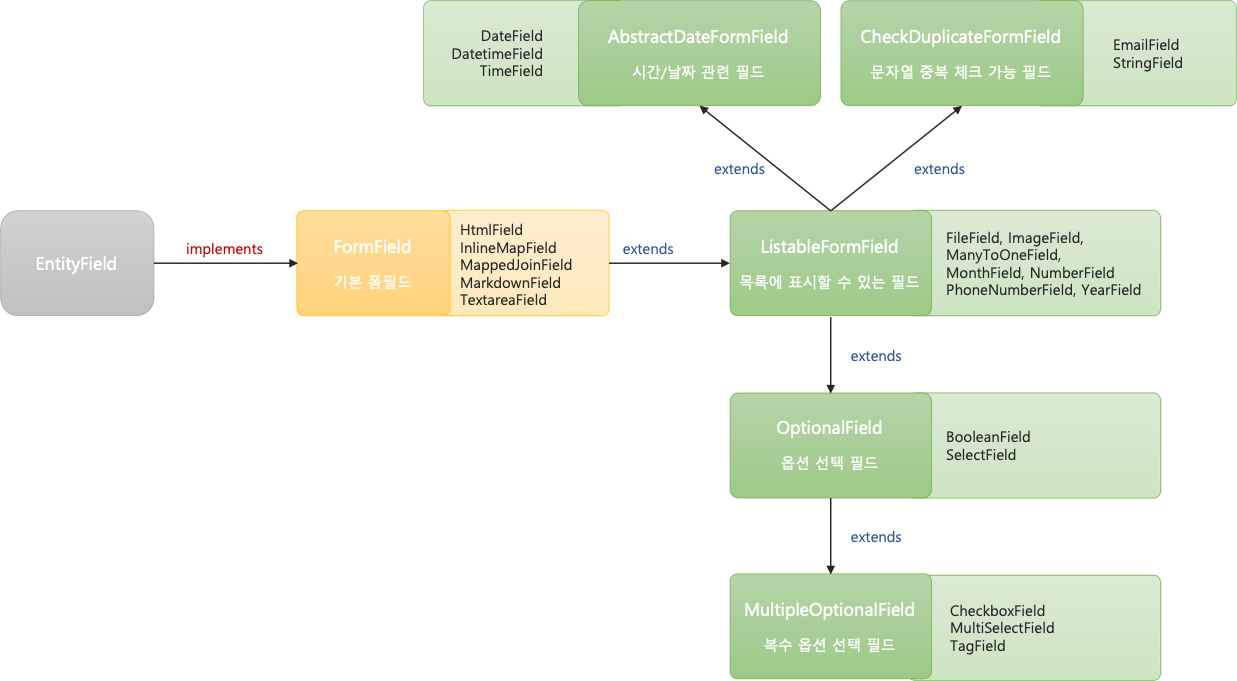 DateField
DatetimeField
TimeField
AbstractDateFormField
시간/날짜 관련 필드
CheckDuplicateFormField
문자열 중복 체크 가능 필드
EmailField
StringField
extends
extends
EntityField
implements
FormField
기본 폼필드
HtmlField
InlineMapField
MappedJoinField
MarkdownField
TextareaField
extends
ListableFormField
목록에 표시할 수 있는 필드
FileField, ImageField,
ManyToOneField,
MonthField, NumberField
PhoneNumberField, YearField
extends
OptionalField
옵션 선택 필드
BooleanField
SelectField
extends
MultipleOptionalField
복수 옵션 선택 필드
CheckboxField
MultiSelectField
TagField